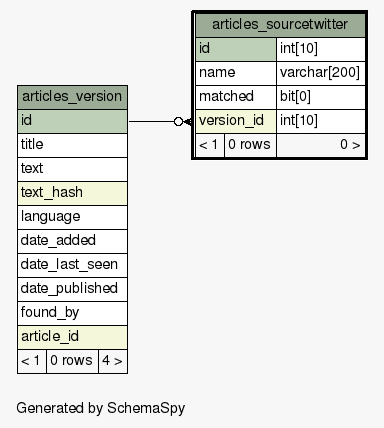 articles_sourcetwitter
id int[10]
name varchar[200]
matched bit[0]
version_id int[10]
< 1 0 rows 0 >
articles_version
id
title
text
text_hash
language
date_added
date_last_seen
date_published
found_by
article_id
< 1 0 rows 4 >
Generated by SchemaSpy